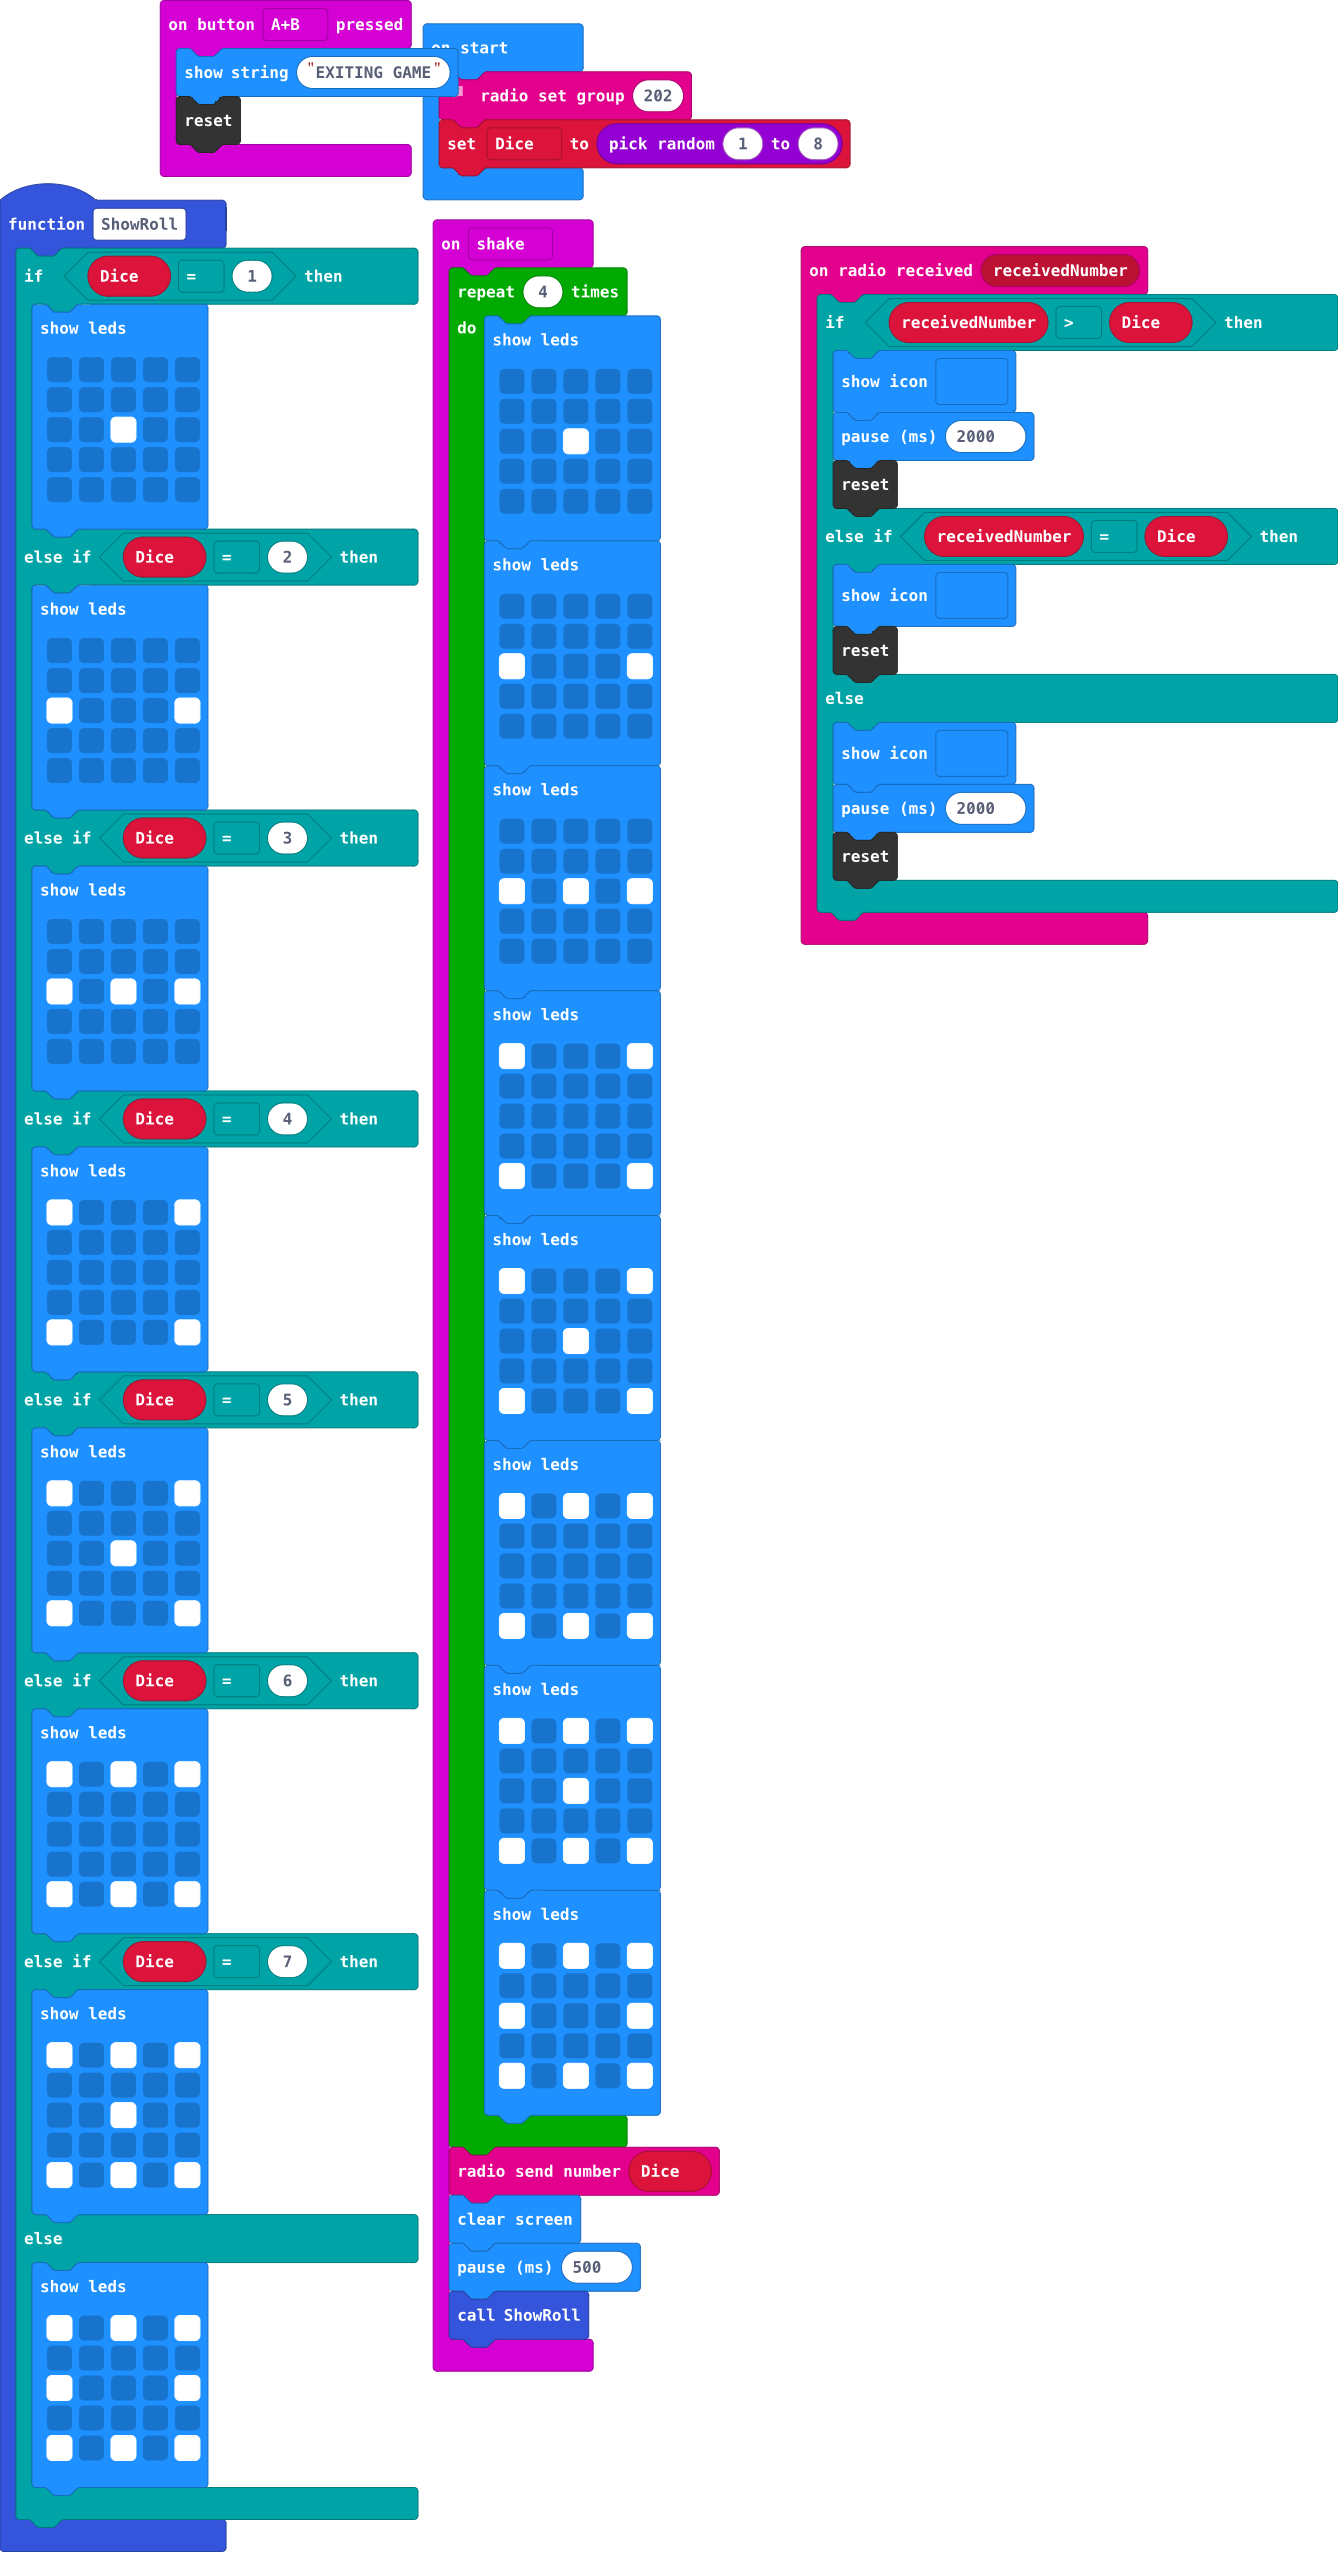 on button A+B pressed
show string "EXITING GAME"
reset
on start
radio set group 202
set Dice to pick random 1 to 8
function ShowRoll
if Dice = 1 then
show leds
else if Dice = 2 then
show leds
else if Dice = 3 then
show leds
else if Dice = 4 then
show leds
else if Dice = 5 then
show leds
else if Dice = 6 then
show leds
else if Dice = 7 then
show leds
else
show leds
on shake
repeat 4 times
do
show leds
show leds
show leds
show leds
show leds
show leds
show leds
show leds
radio send number Dice
clear screen
pause (ms) 500
call ShowRoll
on radio received receivedNumber
if receivedNumber > Dice then
show icon
pause (ms) 2000
reset
else if receivedNumber = Dice then
show icon
reset
else
show icon
pause (ms) 2000
reset